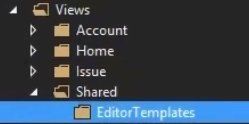 Views
Account
Home
Issue
Shared
EditorTemplates